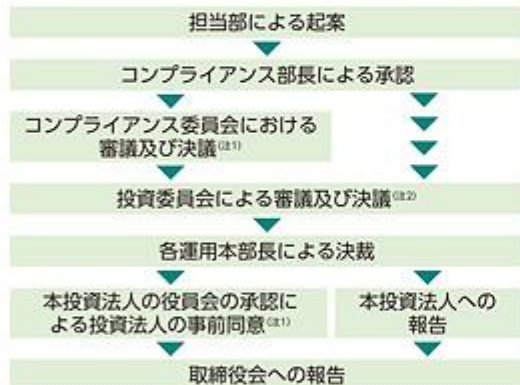 担当部による起案
コンプライアンス部長による承認
コンプライアンス委員会における
審議及び決議(注1)
投資委員会による審議及び決議(注2)
各運用本部長による決裁
本投資法人の役員会の承認に
よる投資法人の事前同意(注1)
本投資法人への
報告
取締役会への報告